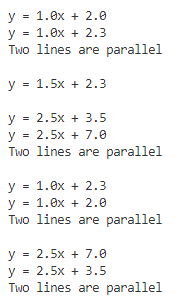 y = 1.0x + 2.0
y = 1.0x + 2.3
Two lines are parallel

y = 1.5x + 2.3

y = 2.5x + 3.5
y = 2.5x + 7.0
Two lines are parallel

y = 1.0x + 2.3
y = 1.0x + 2.0
Two lines are parallel

y = 2.5x + 7.0
y = 2.5x + 3.5
Two lines are parallel